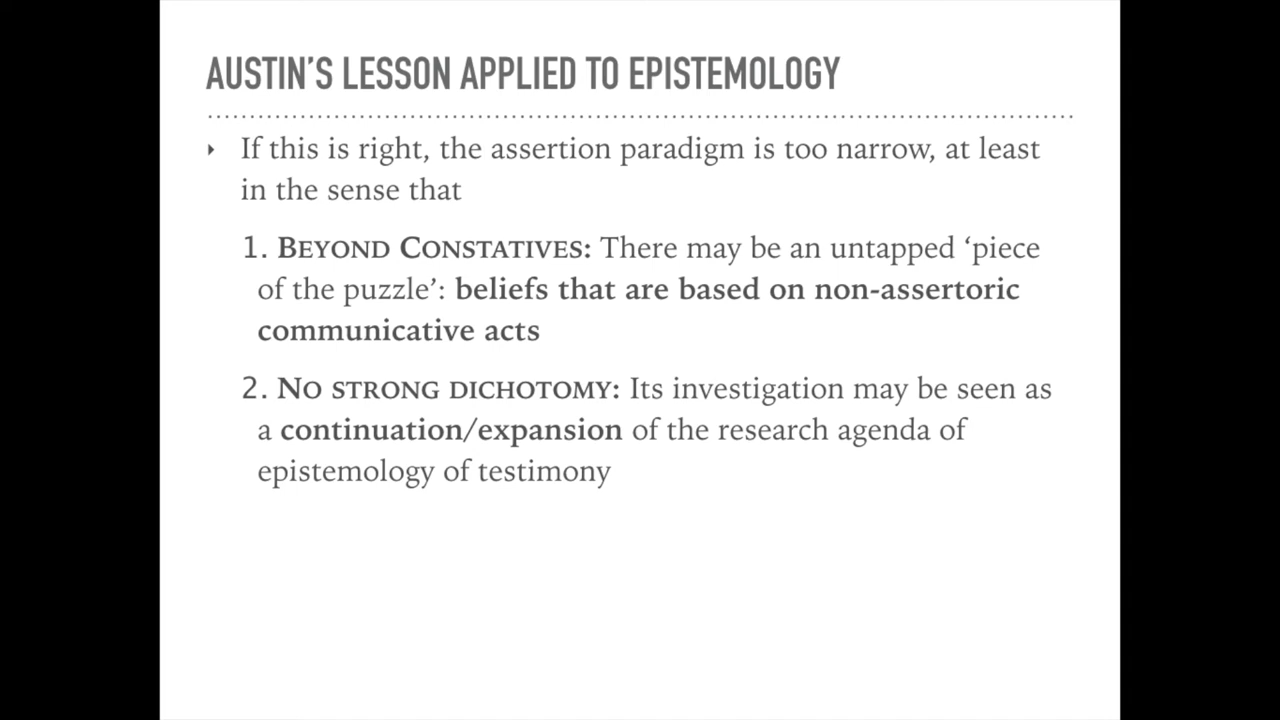 AUSTIN'S LESSON APPLIED TO EPISTEMOLOGY
‣ If this is right, the assertion paradigm is too narrow, at least
in the sense that
1. BEYOND CONSTATIVES: There may be an untapped ‘piece
of the puzzle’: beliefs that are based on non-assertoric
communicative acts
2. NO STRONG DICHOTOMY: Its investigation may be seen as
a continuation/expansion of the research agenda of
epistemology of testimony